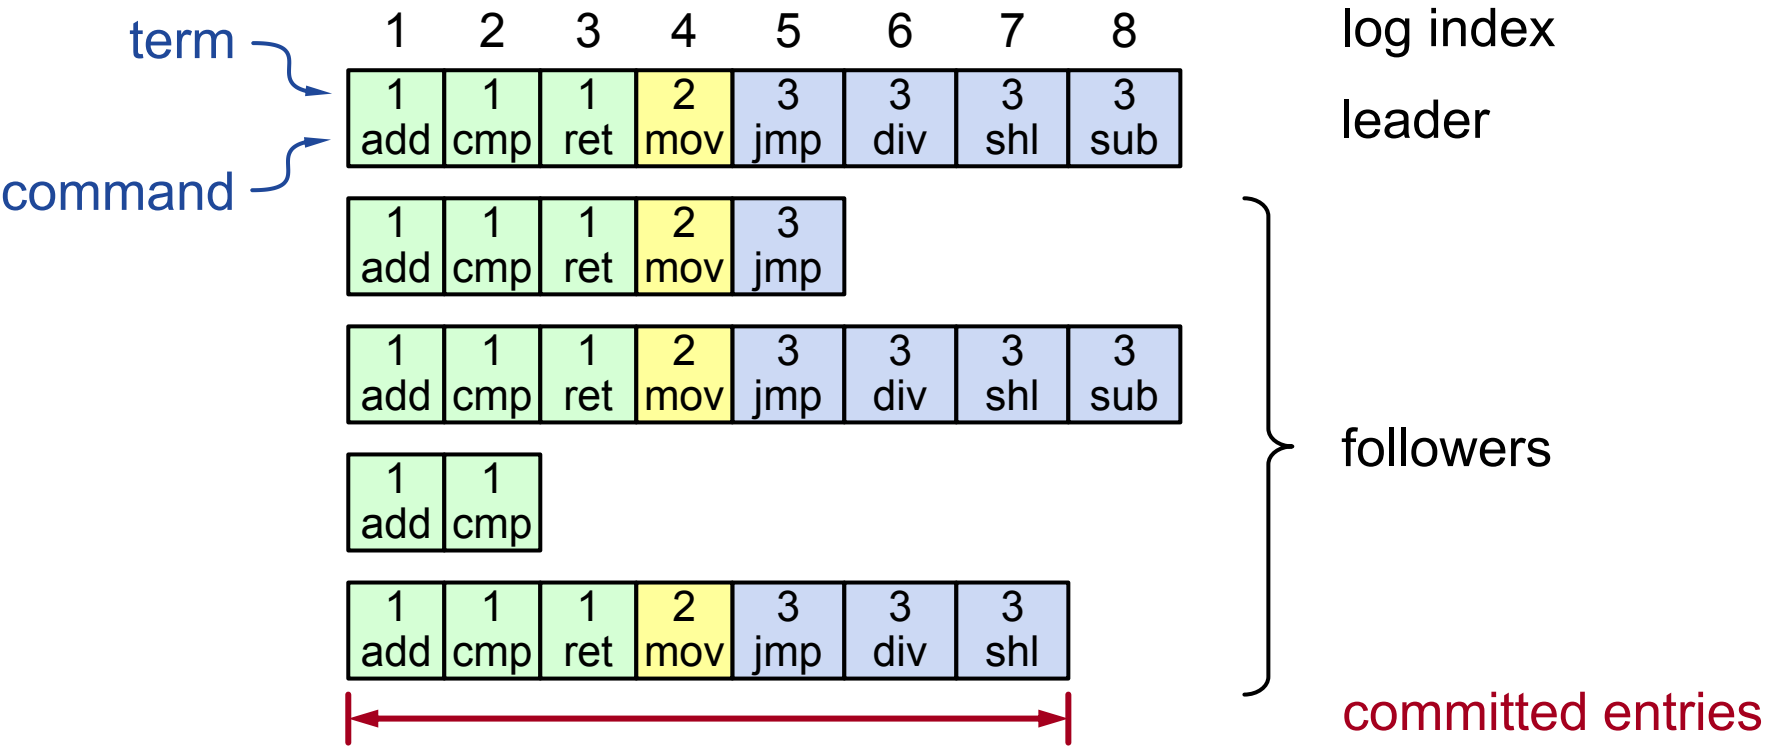 term
command
1 2 3 4 5 6 7 8 log index
1 1 1 2 3 3 3 3
add cmp ret mov jmp div shl sub
leader
1 1 1 2 3
add cmp ret mov jmp
1 1 1 2 3 3 3 3
add cmp ret mov jmp div shl sub
1 1
add cmp
followers
1 1 1 2 3 3 3
add cmp ret mov jmp div shl
committed entries